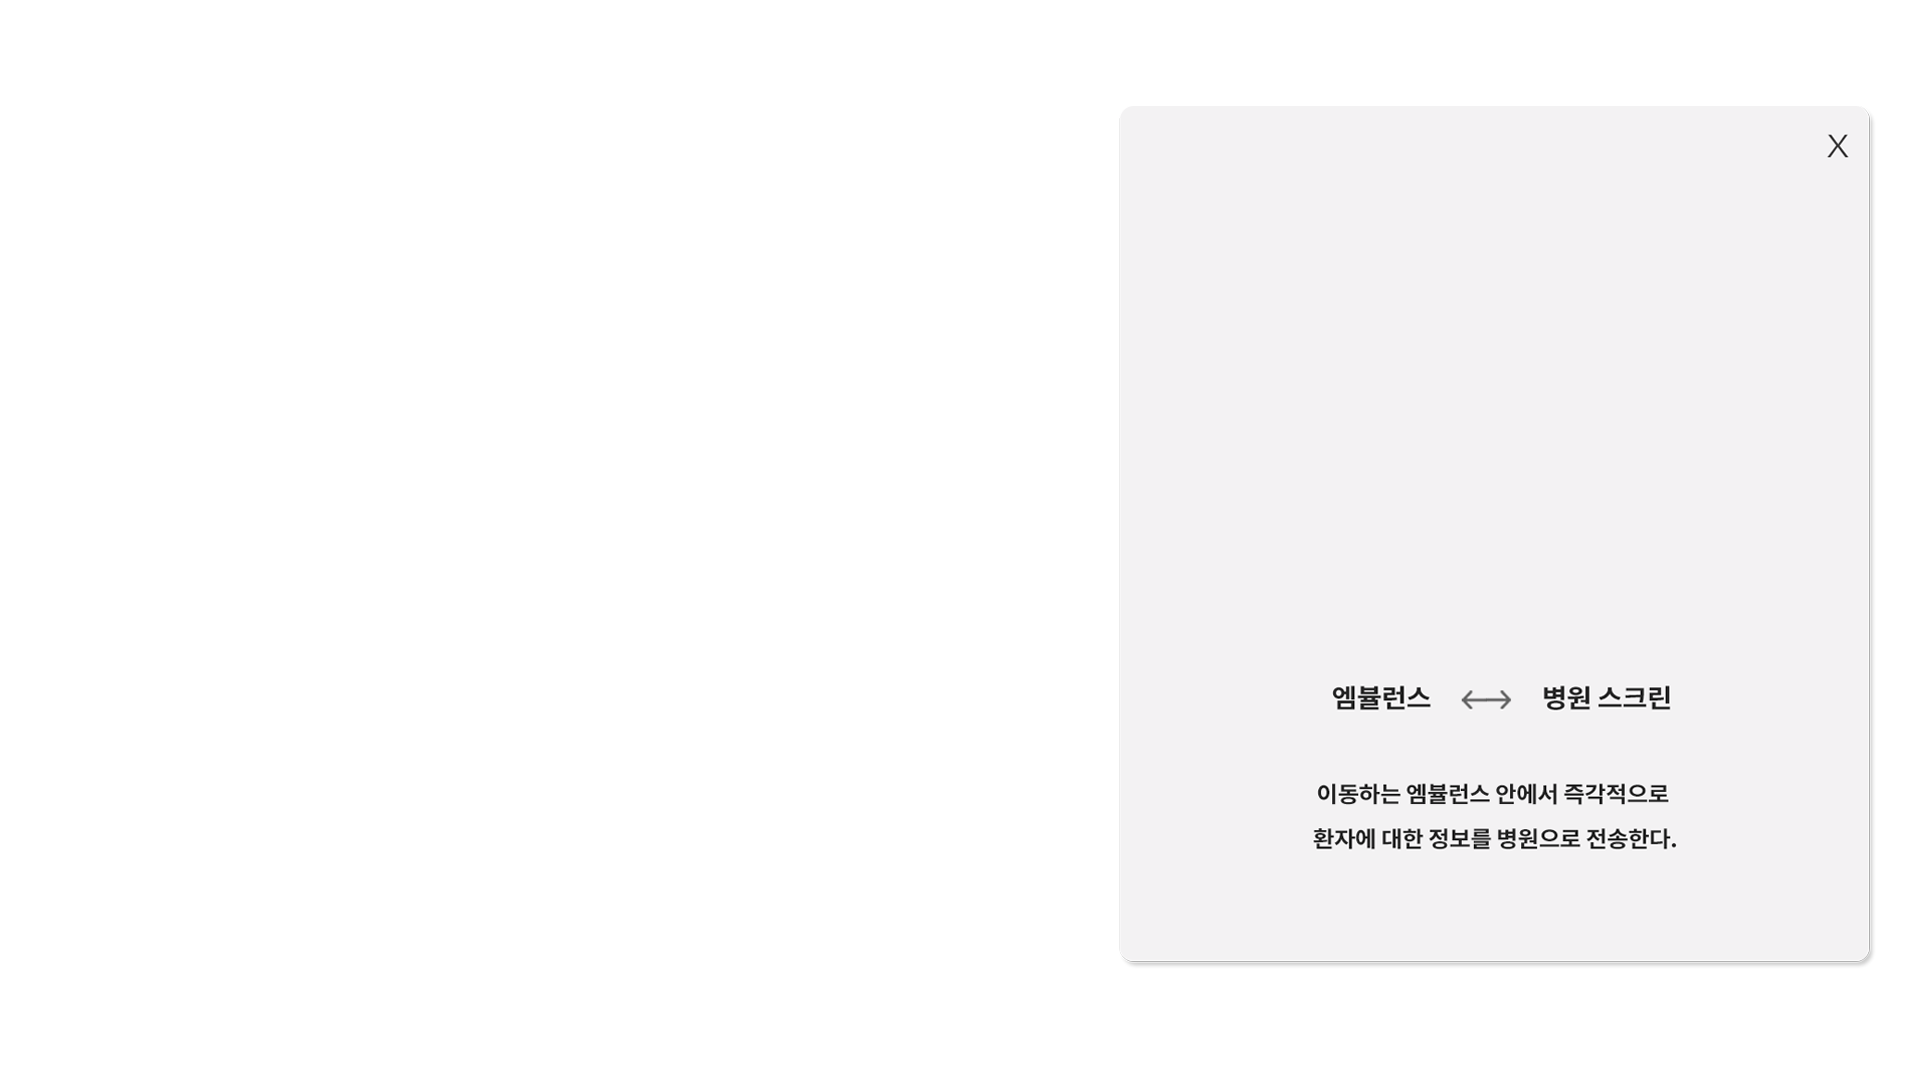 X
엠뷸런스 ↔ 병원 스크린
이동하는 엠뷸런스 안에서 즉각적으로
환자에 대한 정보를 병원으로 전송한다.